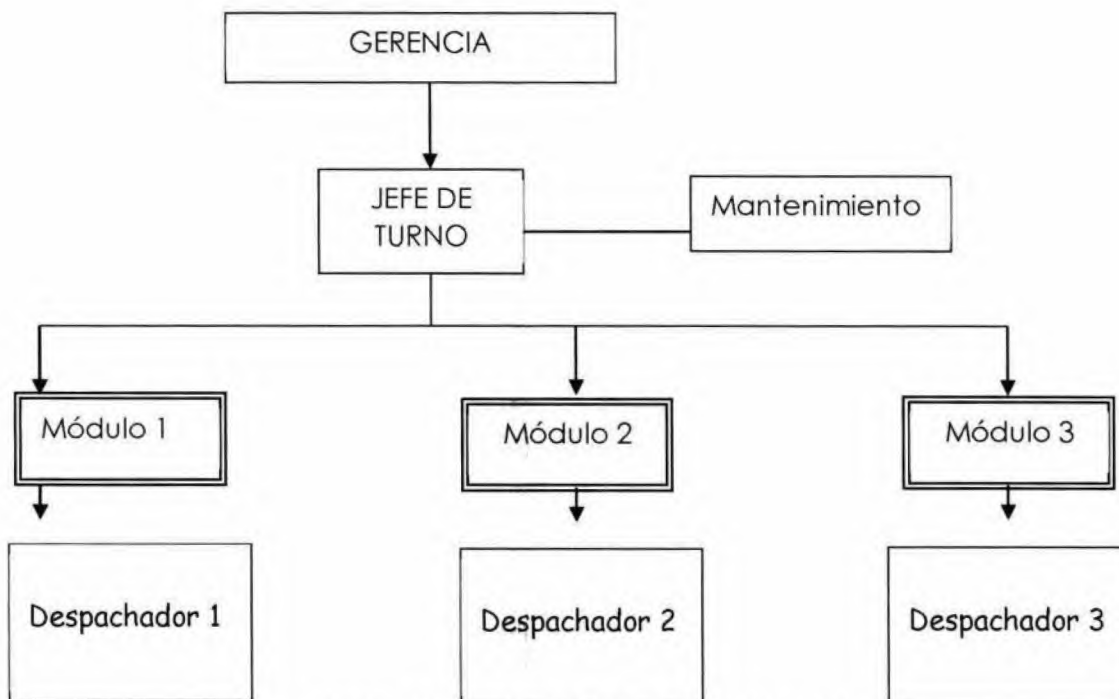 GERENCIA
JEFE DE
TURNO
Mantenimiento
Módulo 1
Módulo 2
Módulo 3
Despachador 1
Despachador 2
Despachador 3